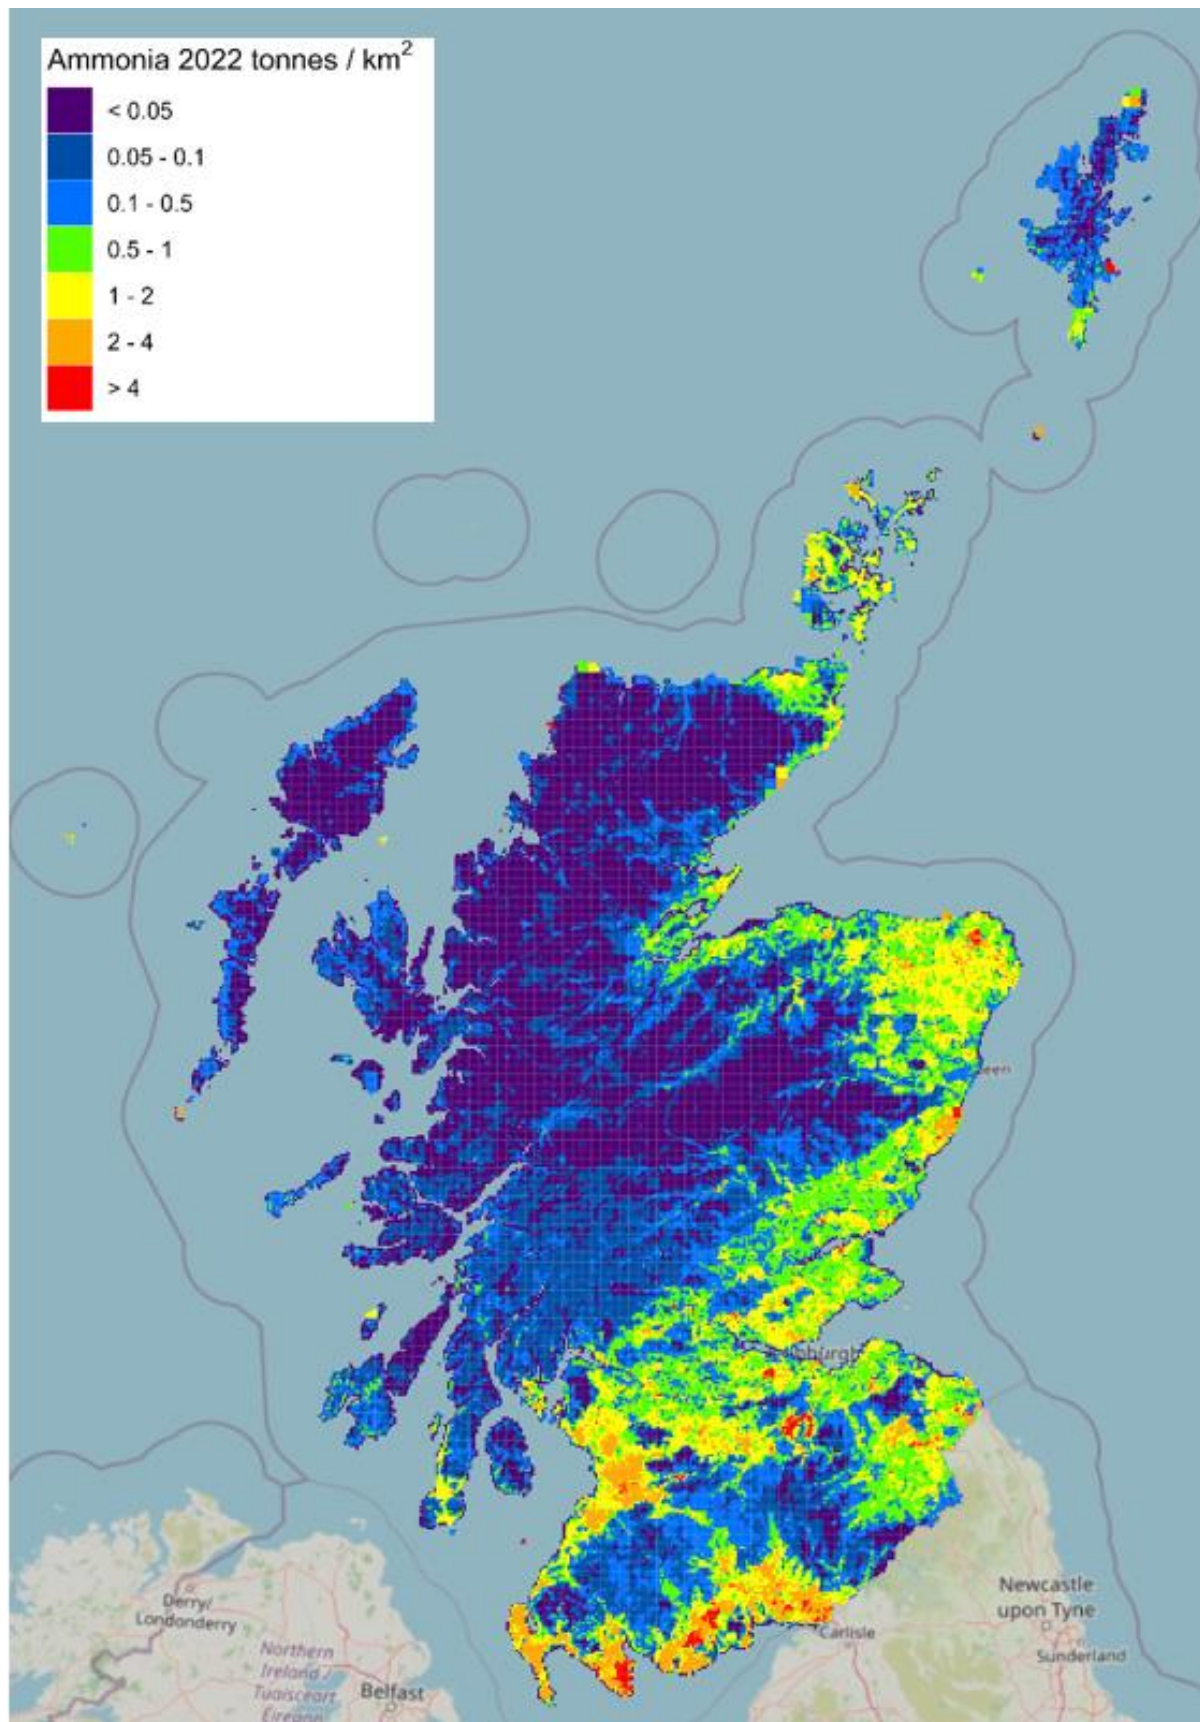 Ammonia 2022 tonnes / km²
< 0.05
0.05 - 0.1
0.1 - 0.5
0.5 - 1
1 - 2
2 - 4
> 4
Derry/
Londonderry
Northern
Ireland /
Tuaisceart
Éireann
Belfast
Newcastle
upon Tyne
Sunderland
Carlisle